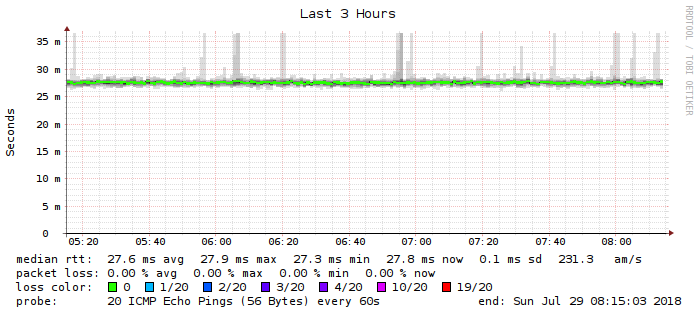 Last 3 Hours
RRDTOOL / TOBI OETIKER
Seconds
35 m
30 m
25 m
20 m
15 m
10 m
5 m
0
05:20 05:40 06:00 06:20 06:40 07:00 07:20 07:40 08:00
median rtt: 27.6 ms avg 27.9 ms max 27.3 ms min 27.8 ms now 0.1 ms sd 231.3 am/s
packet loss: 0.00 % avg 0.00 % max 0.00 % min 0.00 % now
loss color: 0 1/20 2/20 3/20 4/20 10/20 19/20
probe: 20 ICMP Echo Pings (56 Bytes) every 60s end: Sun Jul 29 08:15:03 2018